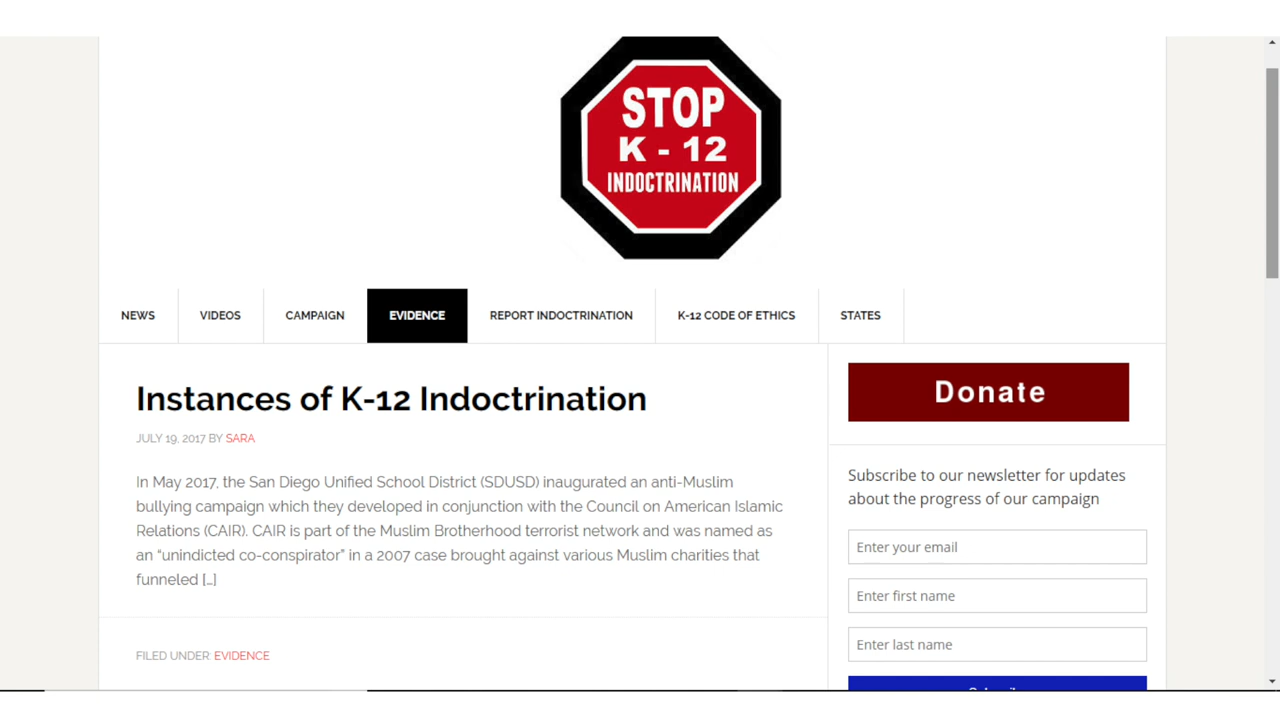 STOP
K - 12
INDOCTRINATION
NEWS VIDEOS CAMPAIGN EVIDENCE REPORT INDOCTRINATION K-12 CODE OF ETHICS STATES
Instances of K-12 Indoctrination
JULY 19, 2017 BY SARA
In May 2017, the San Diego Unified School District (SDUSD) inaugurated an anti-Muslim
bullying campaign which they developed in conjunction with the Council on American Islamic
Relations (CAIR). CAIR is part of the Muslim Brotherhood terrorist network and was named as
an “unindicted co-conspirator” in a 2007 case brought against various Muslim charities that
funneled [...]
FILED UNDER: EVIDENCE
Donate
Subscribe to our newsletter for updates
about the progress of our campaign
Enter your email
Enter first name
Enter last name